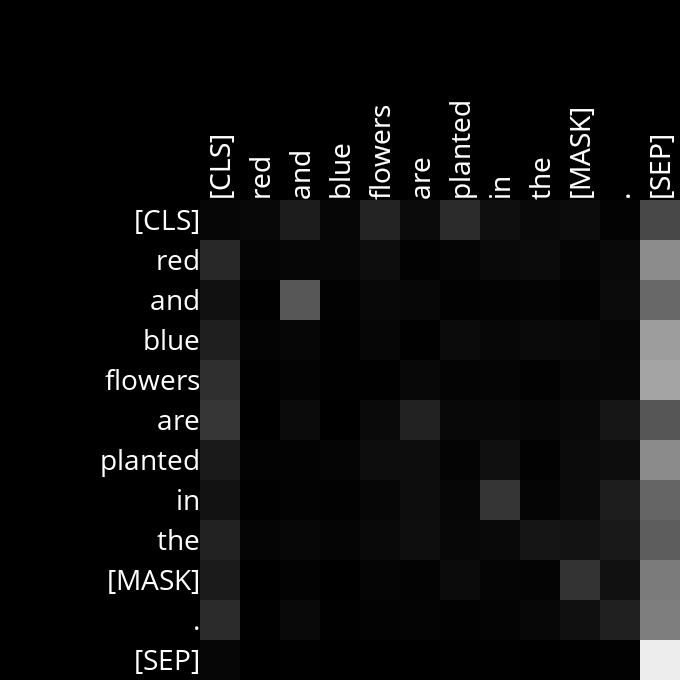 [CLS] red and blue flowers are planted in the [MASK] . [SEP]
[CLS]
red
and
blue
flowers
are
planted
in
the
[MASK]
.
[SEP]